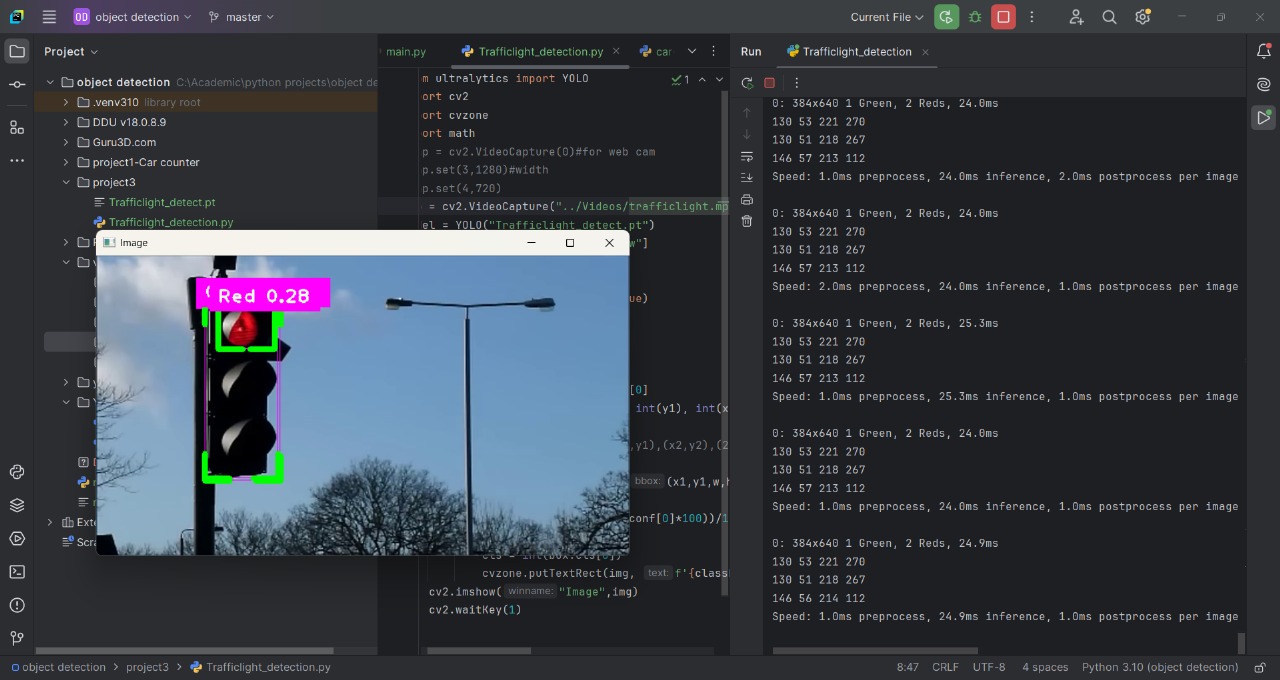 OD object detection master Current File
Project
object detection C:\Academic\python projects\object de
.venv310 library root
DDU v18.0.8.9
Guru3D.com
project1-Car counter
project3
Trafficlight_detect.pt
Trafficlight_detection.py
Image
Red 0.28
main.py Trafficlight_detection.py car
1
m ultralytics import YOLO
ort cv2
ort cvzone
ort math
p = cv2.VideoCapture(0)#for web cam
p.set(3,1280)#width
p.set(4,720)
= cv2.VideoCapture("../Videos/trafficlight.mp
el = YOLO("Trafficlight_detect.pt")
w"]
ue)
[0]
int(y1), int(x
,y1),(x2,y2),(2
bbox: (x1,y1,w,h
conf[0]*100))/1
cls = int(box.cls[0])
cvzone.putTextRect(img, text: f'{class
cv2.imshow( winname: "Image",img)
cv2.waitKey(1)
Run Trafficlight_detection
0: 384x640 1 Green, 2 Reds, 24.0ms
130 53 221 270
130 51 218 267
146 57 213 112
Speed: 1.0ms preprocess, 24.0ms inference, 2.0ms postprocess per image
0: 384x640 1 Green, 2 Reds, 24.0ms
130 53 221 270
130 51 218 267
146 57 213 112
Speed: 2.0ms preprocess, 24.0ms inference, 1.0ms postprocess per image
0: 384x640 1 Green, 2 Reds, 25.3ms
130 53 221 270
130 51 218 267
146 57 213 112
Speed: 1.0ms preprocess, 25.3ms inference, 1.0ms postprocess per image
0: 384x640 1 Green, 2 Reds, 24.0ms
130 53 221 270
130 51 218 267
146 57 213 112
Speed: 1.0ms preprocess, 24.0ms inference, 1.0ms postprocess per image
0: 384x640 1 Green, 2 Reds, 24.9ms
130 53 221 270
130 51 218 267
146 56 214 112
Speed: 1.0ms preprocess, 24.9ms inference, 1.0ms postprocess per image
Exte
Scra
object detection > project3 > Trafficlight_detection.py
8:47 CRLF UTF-8 4 spaces Python 3.10 (object detection)